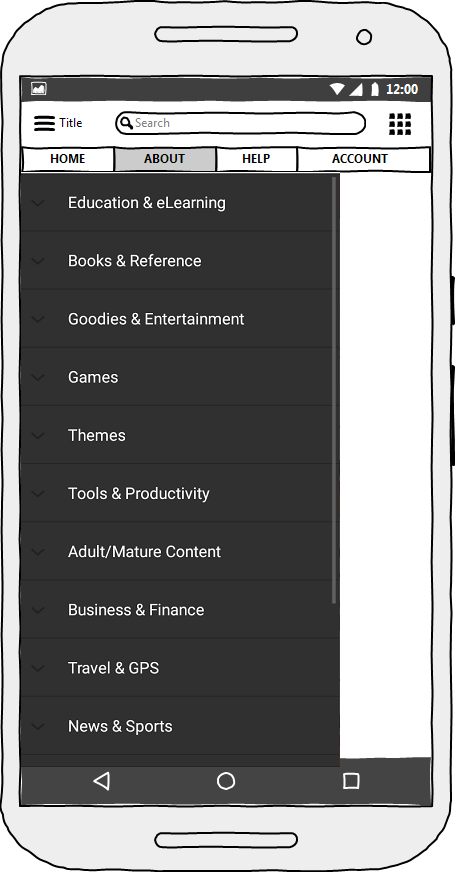 12:00
Title
Search
HOME ABOUT HELP ACCOUNT
Education & eLearning
Books & Reference
Goodies & Entertainment
Games
Themes
Tools & Productivity
Adult/Mature Content
Business & Finance
Travel & GPS
News & Sports